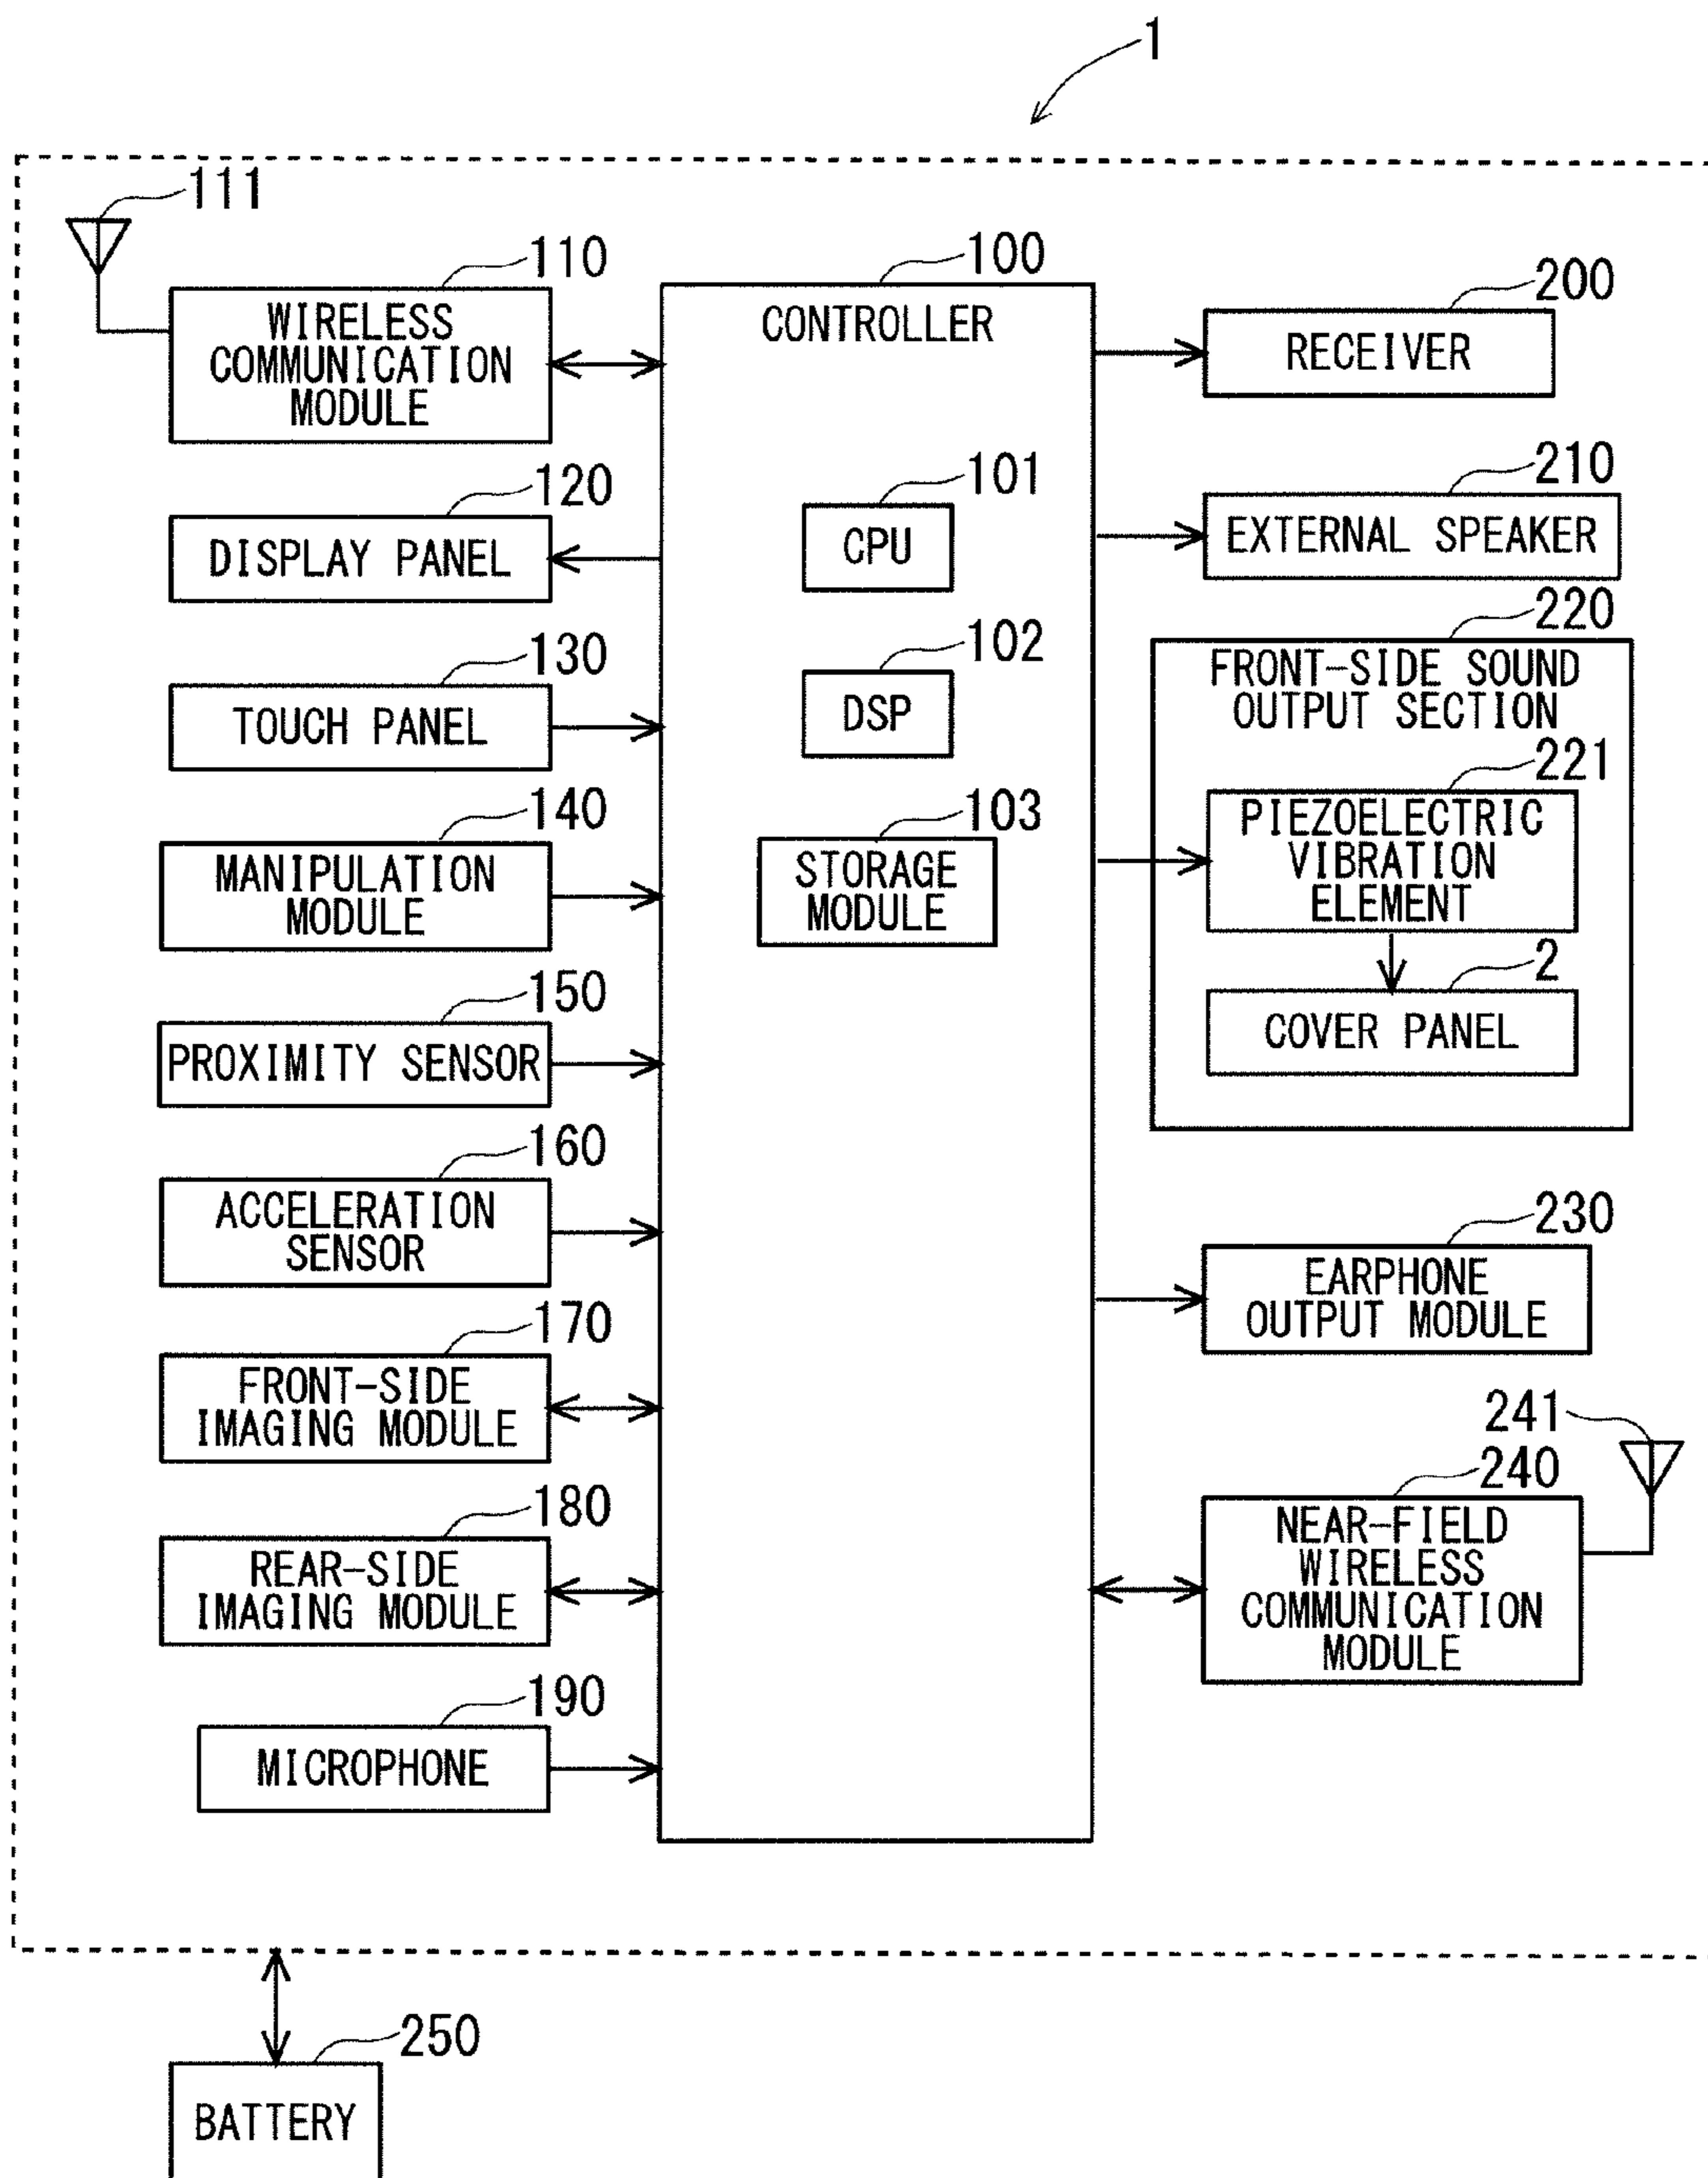 1
111
110
WIRELESS
COMMUNICATION
MODULE
120
DISPLAY PANEL
130
TOUCH PANEL
140
MANIPULATION
MODULE
150
PROXIMITY SENSOR
160
ACCELERATION
SENSOR
170
FRONT-SIDE
IMAGING MODULE
180
REAR-SIDE
IMAGING MODULE
190
MICROPHONE
100
CONTROLLER
101
CPU
102
DSP
103
STORAGE
MODULE
200
RECEIVER
210
EXTERNAL SPEAKER
220
FRONT-SIDE SOUND
OUTPUT SECTION
221
PIEZOELECTRIC
VIBRATION
ELEMENT
2
COVER PANEL
230
EARPHONE
OUTPUT MODULE
241
240
NEAR-FIELD
WIRELESS
COMMUNICATION
MODULE
250
BATTERY